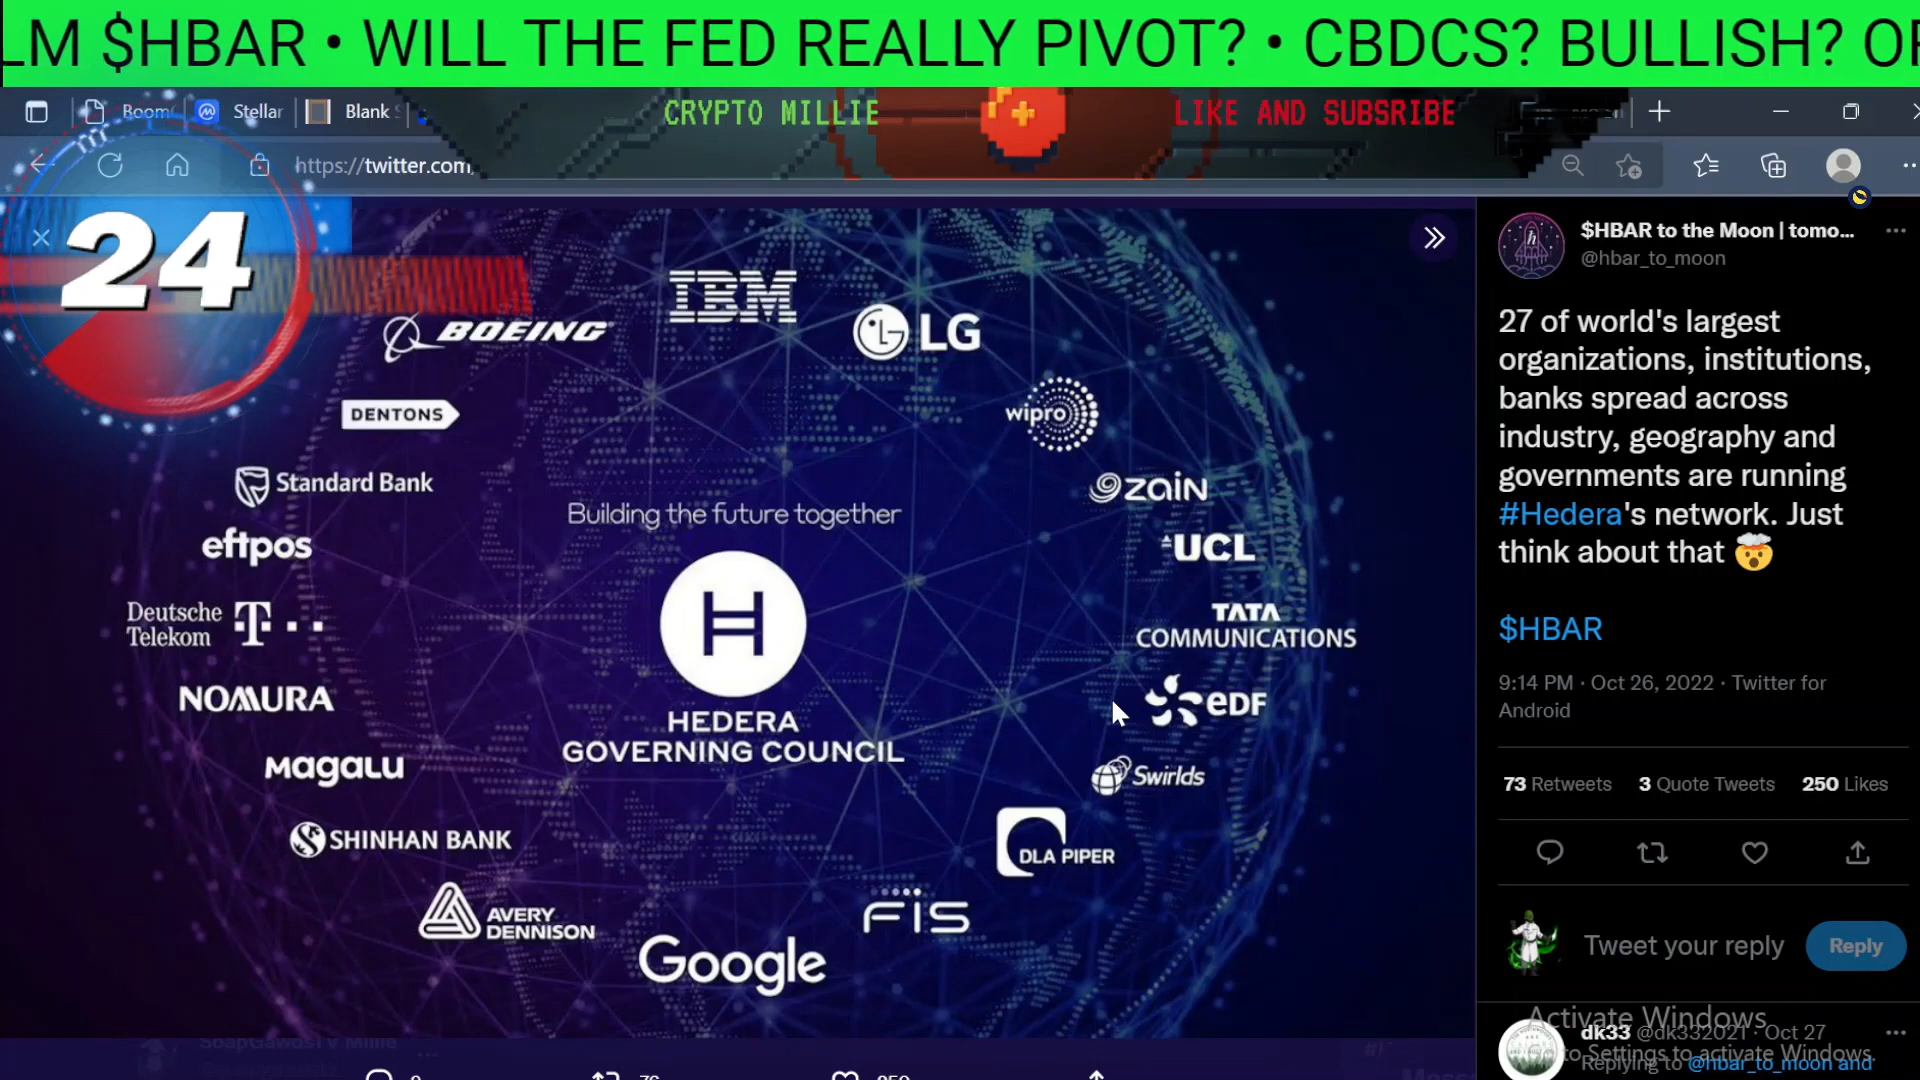 LM $HBAR • WILL THE FED REALLY PIVOT? • CBDCS? BULLISH? OR
Boom
Stellar
Blank
CRYPTO MILLIE
LIKE AND SUBSRIBE
https://twitter.com
24
IBM
BOEING
LG
DENTONS
wipro
Standard Bank
zain
Building the future together
eftpos
UCL
Deutsche
Telekom
T
H
TATA
COMMUNICATIONS
NOMURA
eDF
HEDERA
GOVERNING COUNCIL
magalu
Swirlds
SHINHAN BANK
DLA PIPER
AVERY
DENNISON
FIS
Google
$HBAR to the Moon | tomo...
@hbar_to_moon
27 of world's largest
organizations, institutions,
banks spread across
industry, geography and
governments are running
#Hedera's network. Just
think about that 🤯
$HBAR
9:14 PM · Oct 26, 2022 · Twitter for
Android
73 Retweets 3 Quote Tweets 250 Likes
Tweet your reply
Reply
Activate Windows
dk33 @dk332021 · Oct 27
to Settings to activate Windows.
Replying to @hbar_to_moon and